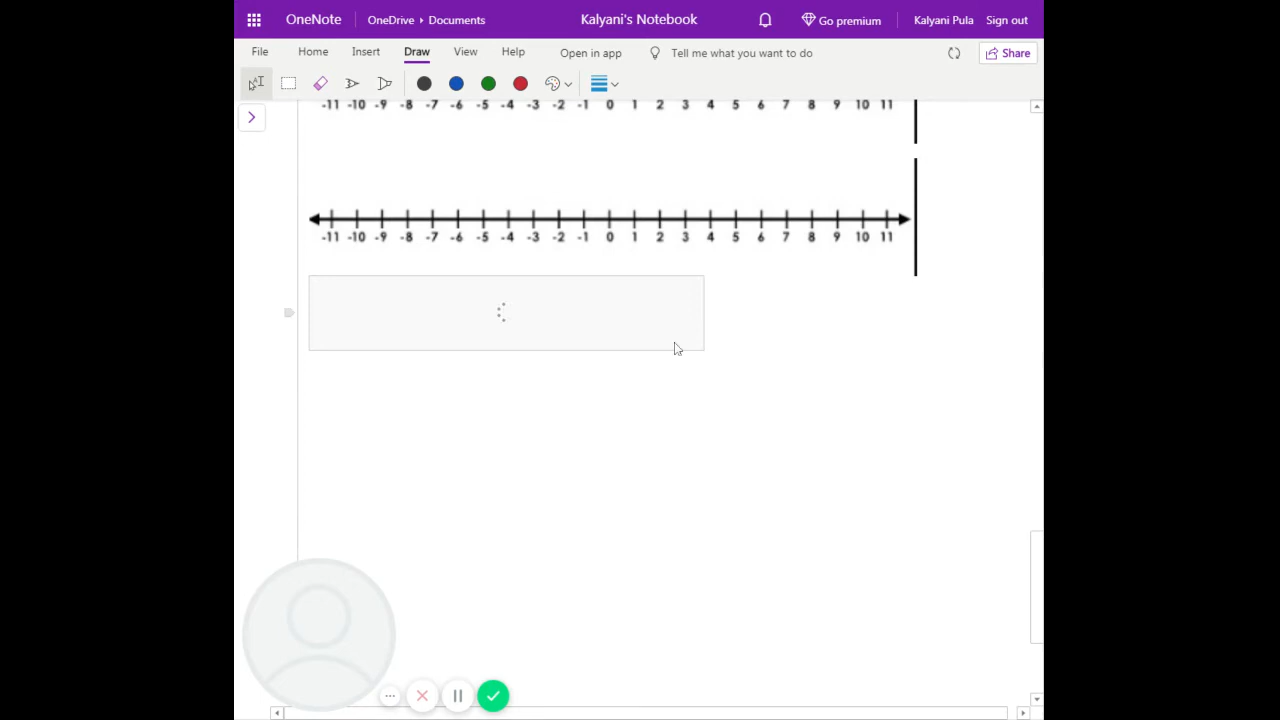 OneNote OneDrive › Documents Kalyani's Notebook Go premium Kalyani Pula Sign out
File Home Insert Draw View Help Open in app Tell me what you want to do Share
-11 -10 -9 -8 -7 -6 -5 -4 -3 -2 -1 0 1 2 3 4 5 6 7 8 9 10 11
-11 -10 -9 -8 -7 -6 -5 -4 -3 -2 -1 0 1 2 3 4 5 6 7 8 9 10 11